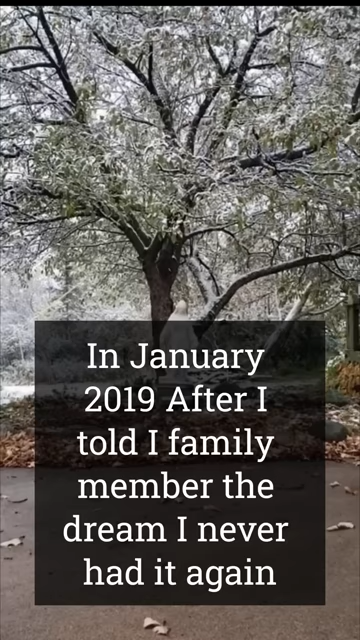 In January
2019 After I
told I family
member the
dream I never
had it again